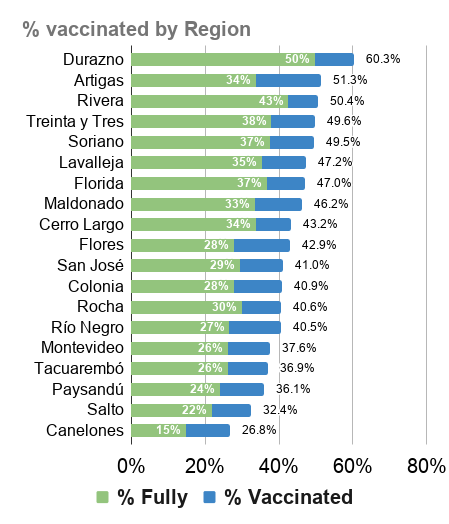 % vaccinated by Region
Durazno 50% 60.3%
Artigas 34% 51.3%
Rivera 43% 50.4%
Treinta y Tres 38% 49.6%
Soriano 37% 49.5%
Lavalleja 35% 47.2%
Florida 37% 47.0%
Maldonado 33% 46.2%
Cerro Largo 34% 43.2%
Flores 28% 42.9%
San José 29% 41.0%
Colonia 28% 40.9%
Rocha 30% 40.6%
Río Negro 27% 40.5%
Montevideo 26% 37.6%
Tacuarembó 26% 36.9%
Paysandú 24% 36.1%
Salto 22% 32.4%
Canelones 15% 26.8%
0% 20% 40% 60% 80%
% Fully % Vaccinated